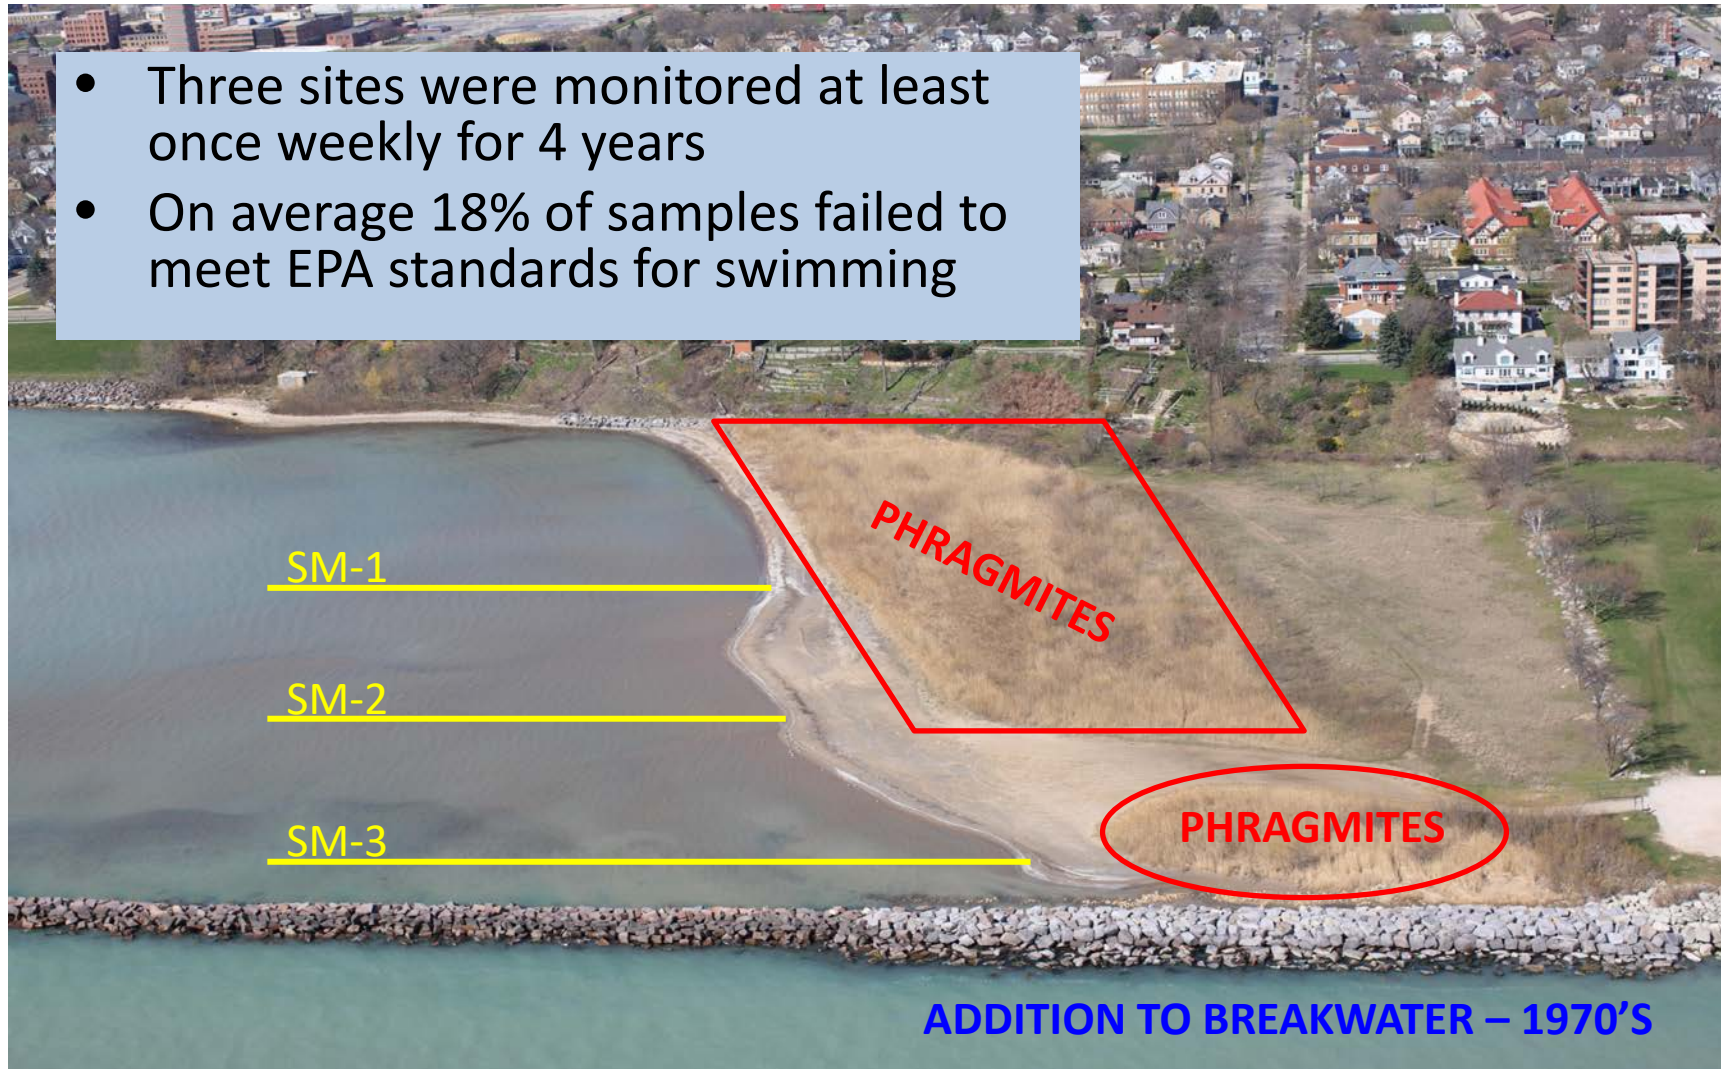 • Three sites were monitored at least
once weekly for 4 years
• On average 18% of samples failed to
meet EPA standards for swimming
PHRAGMITES
SM-1
SM-2
SM-3
PHRAGMITES
ADDITION TO BREAKWATER – 1970’S